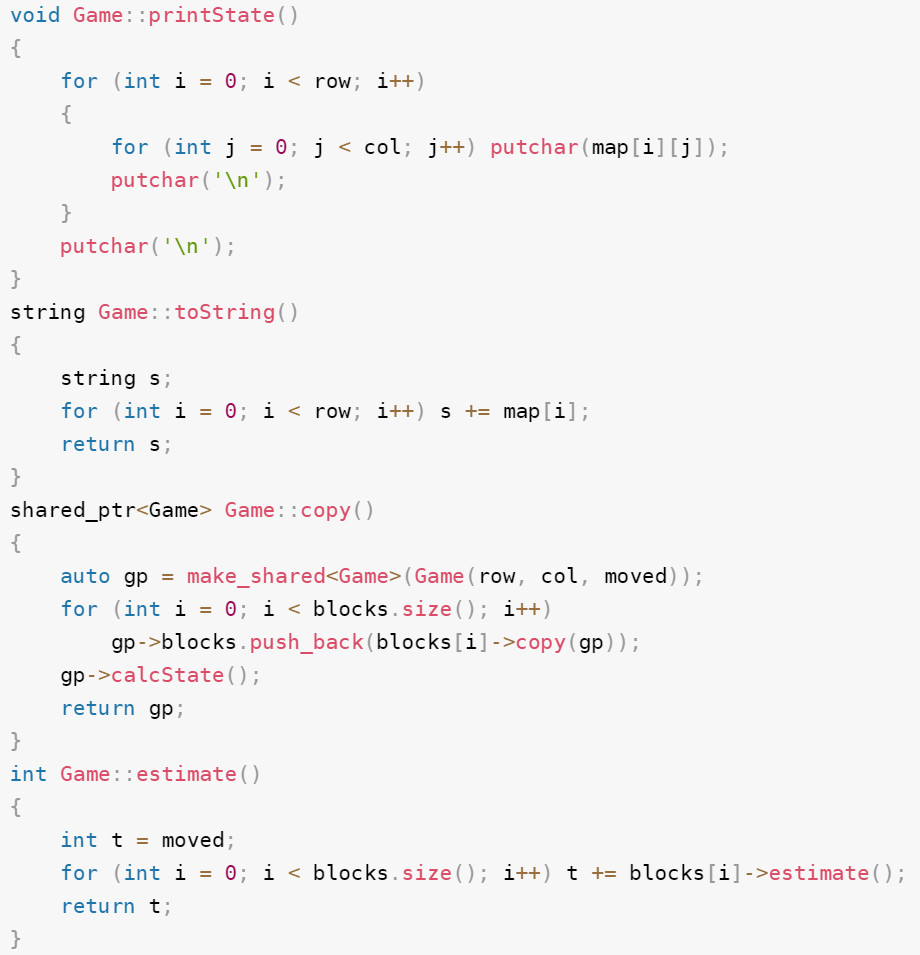 void Game::printState()
{
    for (int i = 0; i < row; i++)
    {
        for (int j = 0; j < col; j++) putchar(map[i][j]);
        putchar('\n');
    }
    putchar('\n');
}
string Game::toString()
{
    string s;
    for (int i = 0; i < row; i++) s += map[i];
    return s;
}
shared_ptr<Game> Game::copy()
{
    auto gp = make_shared<Game>(Game(row, col, moved));
    for (int i = 0; i < blocks.size(); i++)
        gp->blocks.push_back(blocks[i]->copy(gp));
    gp->calcState();
    return gp;
}
int Game::estimate()
{
    int t = moved;
    for (int i = 0; i < blocks.size(); i++) t += blocks[i]->estimate();
    return t;
}